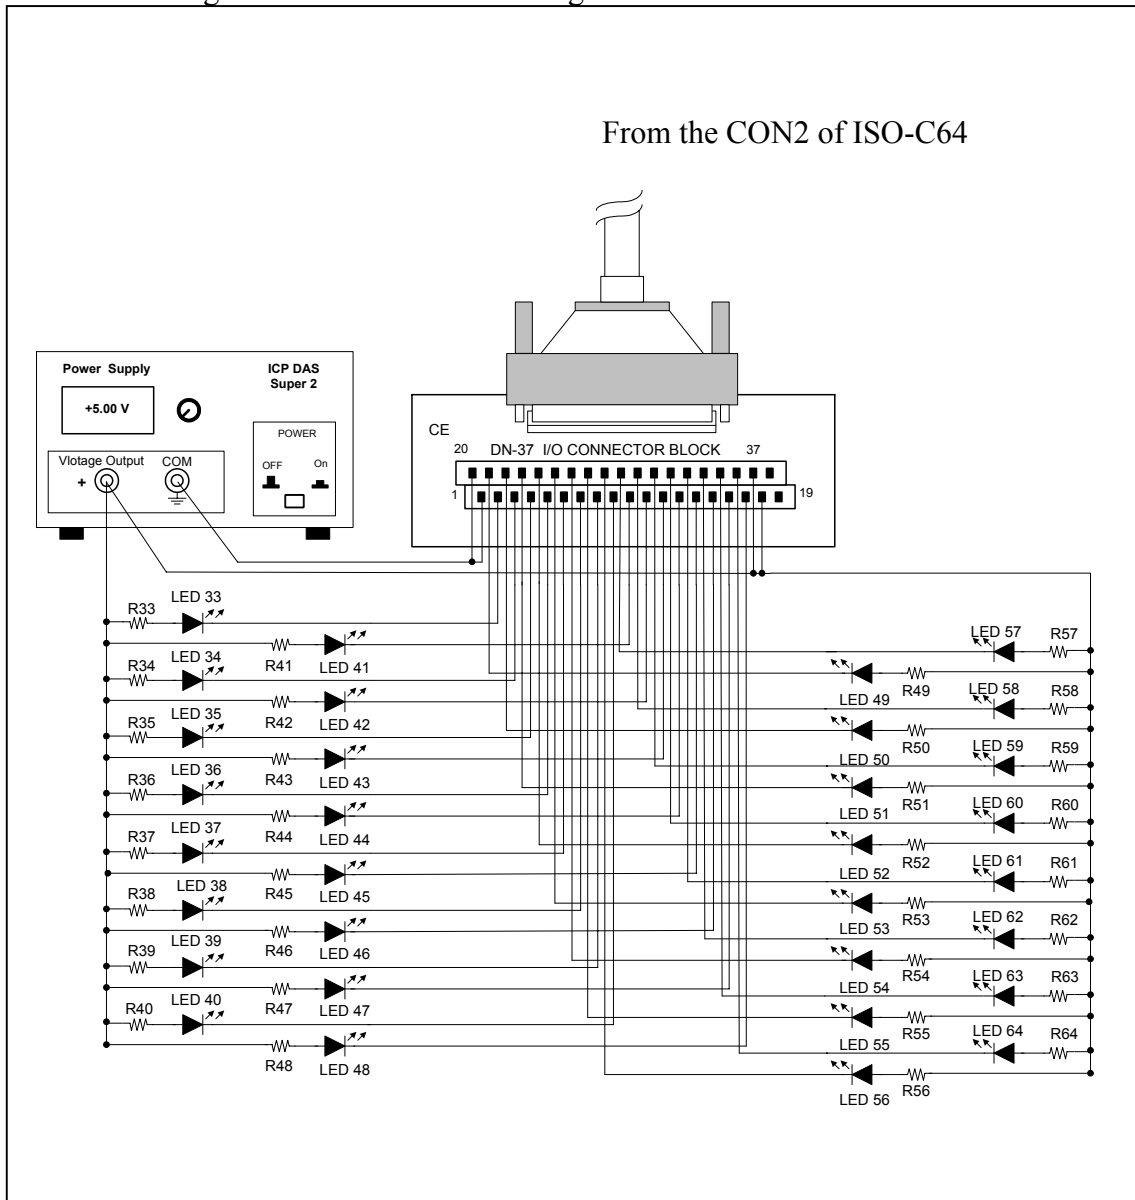 From the CON2 of ISO-C64
Power Supply
ICP DAS
Super 2
+5.00 V
POWER
OFF
On
Vlotage Output
COM
+
CE
20
DN-37 I/O CONNECTOR BLOCK
37
1
19
R33
LED 33
R41
LED 41
R34
LED 34
R42
LED 42
R35
LED 35
R43
LED 43
R36
LED 36
R44
LED 44
R37
LED 37
R45
LED 45
R38
LED 38
R46
LED 46
R39
LED 39
R47
LED 47
R40
LED 40
R48
LED 48
LED 57
R57
LED 49
R49
LED 58
R58
LED 50
R50
LED 59
R59
LED 51
R51
LED 60
R60
LED 52
R52
LED 61
R61
LED 53
R53
LED 62
R62
LED 54
R54
LED 63
R63
LED 55
R55
LED 64
R64
LED 56
R56